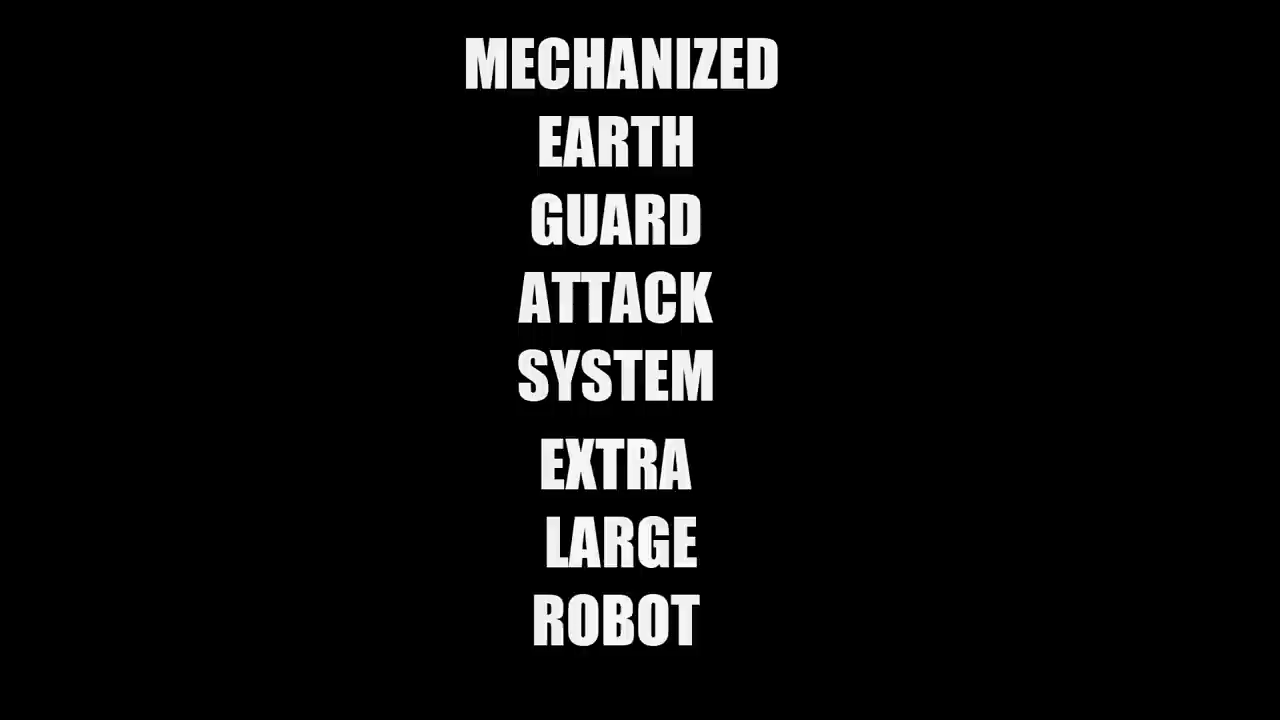 MECHANIZED
EARTH
GUARD
ATTACK
SYSTEM
EXTRA
LARGE
ROBOT